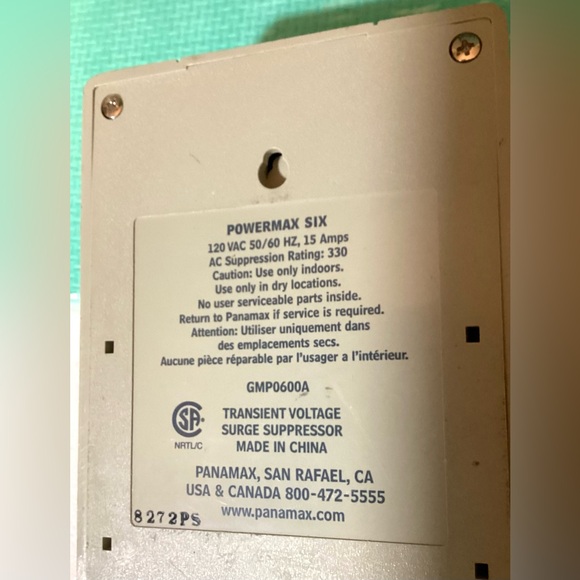 POWERMAX SIX
120 VAC 50/60 HZ, 15 Amps
AC Suppression Rating: 330
Caution: Use only indoors.
Use only in dry locations.
No user serviceable parts inside.
Return to Panamax if service is required.
Attention: Utiliser uniquement dans
des emplacements secs.
Aucune pièce réparable par l'usager a l'intérieur.
GMP0600A
SA
NRTL/C
TRANSIENT VOLTAGE
SURGE SUPPRESSOR
MADE IN CHINA
PANAMAX, SAN RAFAEL, CA
USA & CANADA 800-472-5555
www.panamax.com
8272PS